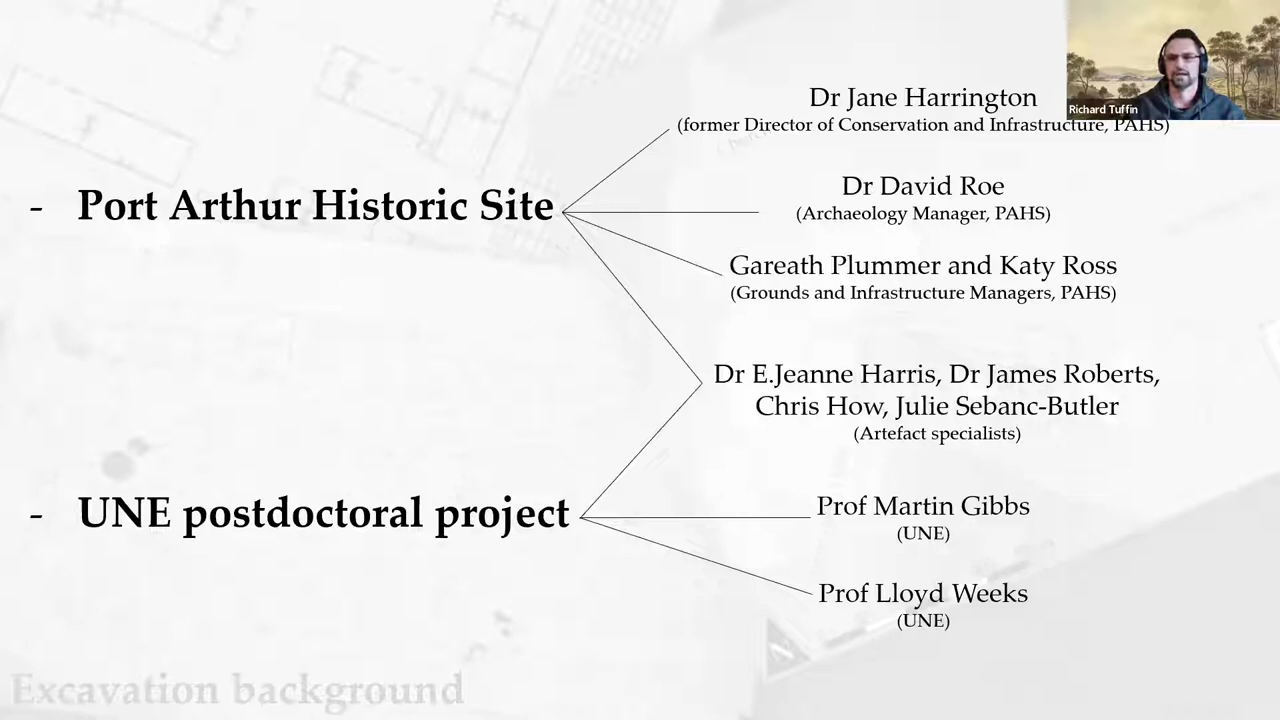 Richard Tuffin
Dr Jane Harrington
(former Director of Conservation and Infrastructure, PAHS)
- Port Arthur Historic Site
Dr David Roe
(Archaeology Manager, PAHS)
Gareath Plummer and Katy Ross
(Grounds and Infrastructure Managers, PAHS)
Dr E.Jeanne Harris, Dr James Roberts,
Chris How, Julie Sebanc-Butler
(Artefact specialists)
- UNE postdoctoral project
Prof Martin Gibbs
(UNE)
Prof Lloyd Weeks
(UNE)
Excavation background